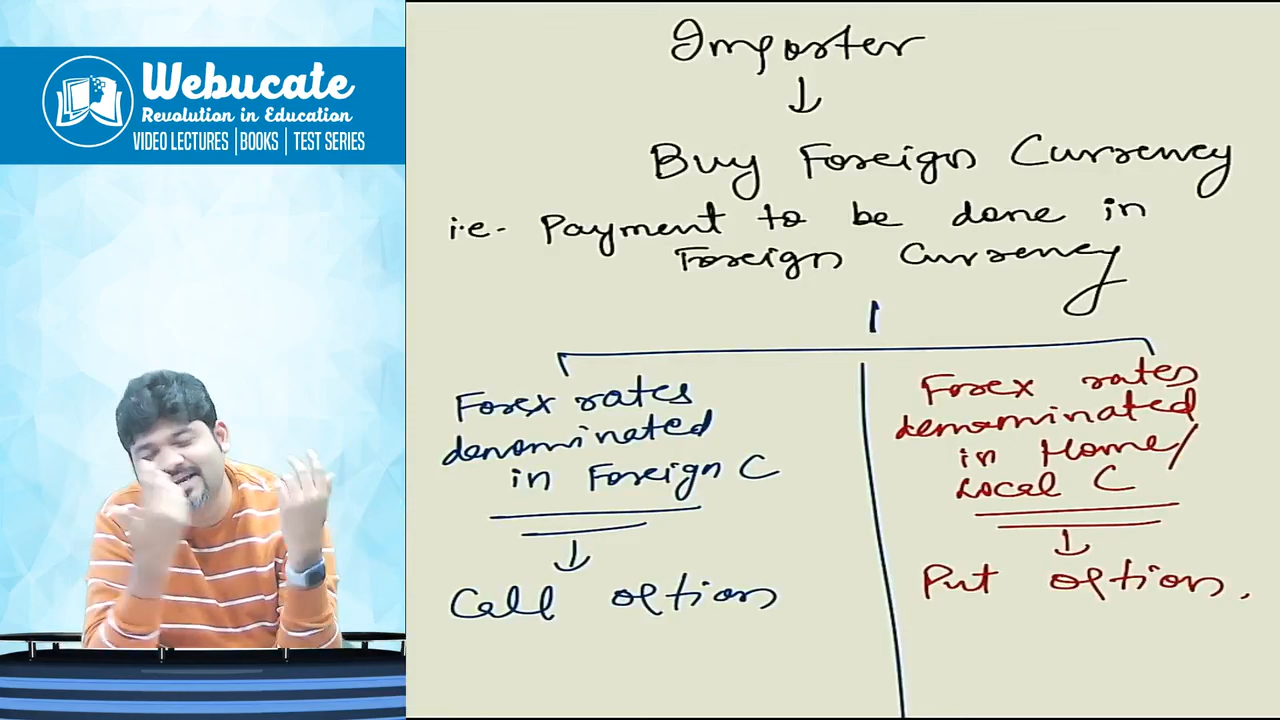 Webucate
Revolution in Education
VIDEO LECTURES | BOOKS | TEST SERIES
Importer
↓
Buy Foreign Currency
i.e. Payment to be done in
Foreign Currency
Forex rates
denominated
in Foreign C
↓
Call option
Forex rates
denominated
in Home/
Local C
↓
Put option.